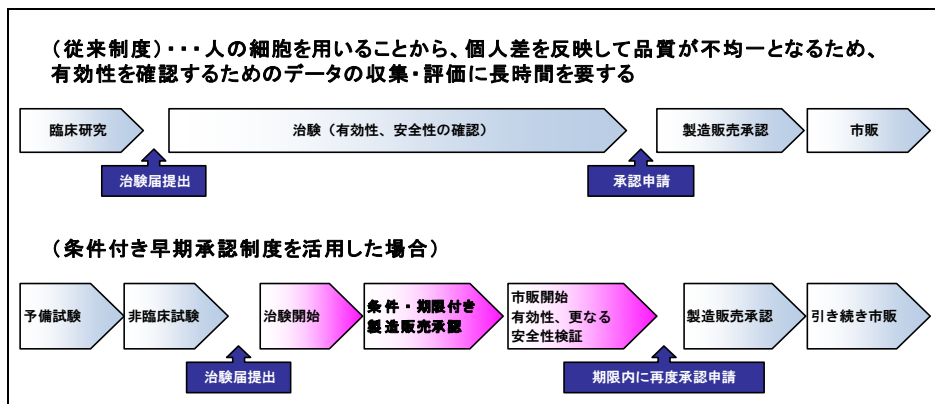 (従来制度)・・・人の細胞を用いることから、個人差を反映して品質が不均一となるため、
有効性を確認するためのデータの収集・評価に長時間を要する
臨床研究
治験(有効性、安全性の確認)
製造販売承認
市販
治験届提出
承認申請
(条件付き早期承認制度を活用した場合)
予備試験
非臨床試験
治験開始
条件・期限付き
製造販売承認
市販開始
有効性、更なる
安全性検証
製造販売承認
引き続き市販
治験届提出
期限内に再度承認申請